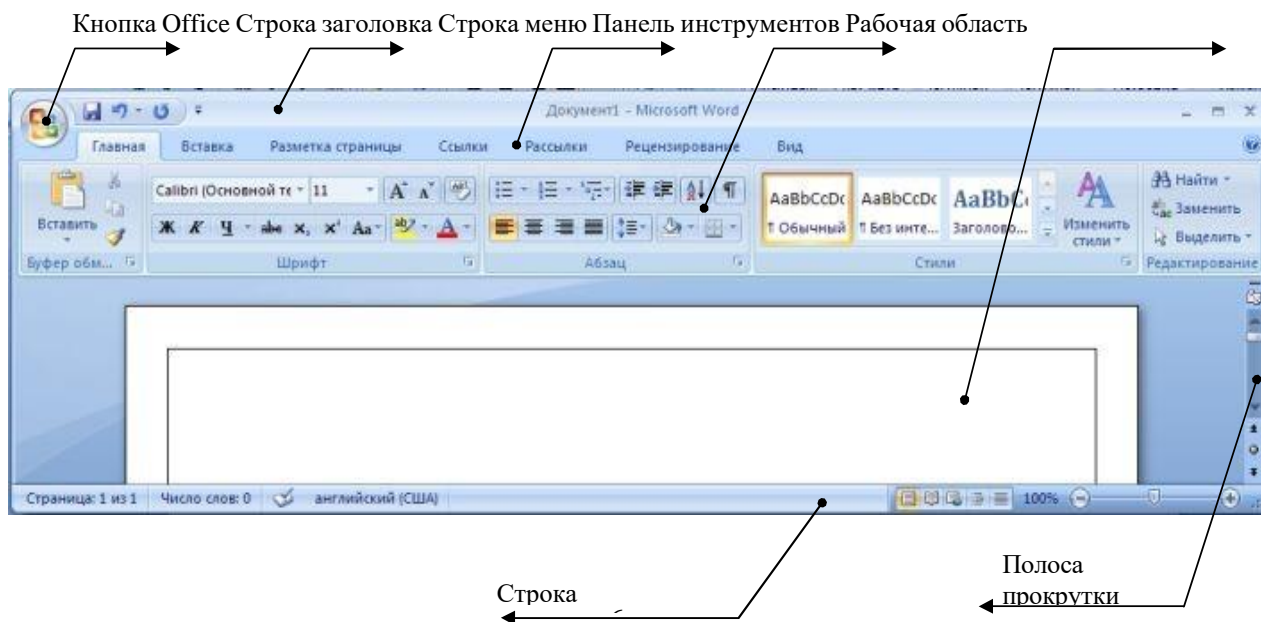 Кнопка Office Строка заголовка Строка меню Панель инструментов Рабочая область
Документ1 - Microsoft Word
Главная Вставка Разметка страницы Ссылки Рассылки Рецензирование Вид
Calibri (Основной те 11
Вставить
Ж К Ч abc x, x' Aa A
AaBbCcDc AaBbCcDc AaBbC
¶ Обычный ¶ Без инте... Заголово...
Изменить
стили
Найти
Заменить
Выделить
Буфер обм... Шрифт Абзац Стили Редактирование
Страница: 1 из 1 Число слов: 0 английский (США) 100%
Строка
Полоса
прокрутки